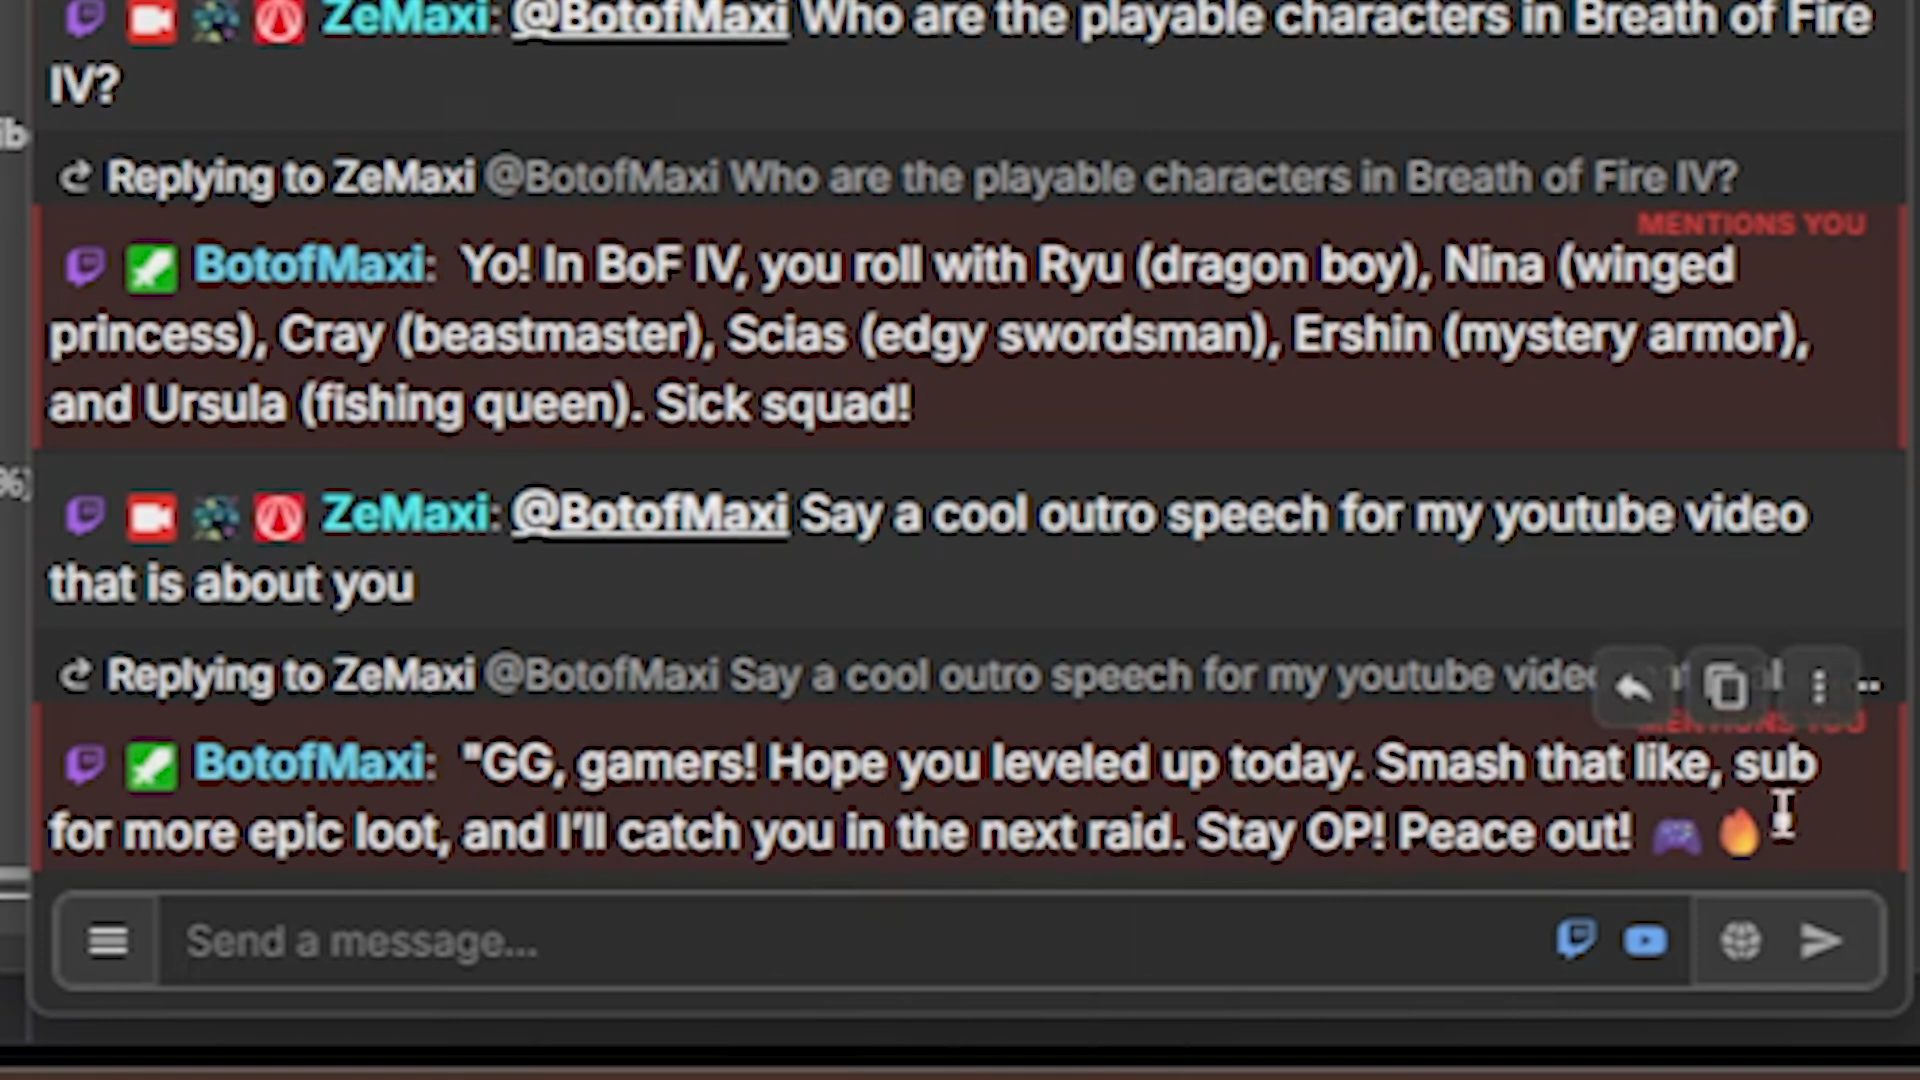 ZeMaxi: @BotofMaxi Who are the playable characters in Breath of Fire
IV?
ib
Replying to ZeMaxi @BotofMaxi Who are the playable characters in Breath of Fire IV?
MENTIONS YOU
BotofMaxi: Yo! In BoF IV, you roll with Ryu (dragon boy), Nina (winged
princess), Cray (beastmaster), Scias (edgy swordsman), Ershin (mystery armor),
and Ursula (fishing queen). Sick squad!
%)
ZeMaxi: @BotofMaxi Say a cool outro speech for my youtube video
that is about you
Replying to ZeMaxi @BotofMaxi Say a cool outro speech for my youtube video
MENTIONS YOU
BotofMaxi: "GG, gamers! Hope you leveled up today. Smash that like, sub
for more epic loot, and I'll catch you in the next raid. Stay OP! Peace out! 🎮 🔥
Send a message...